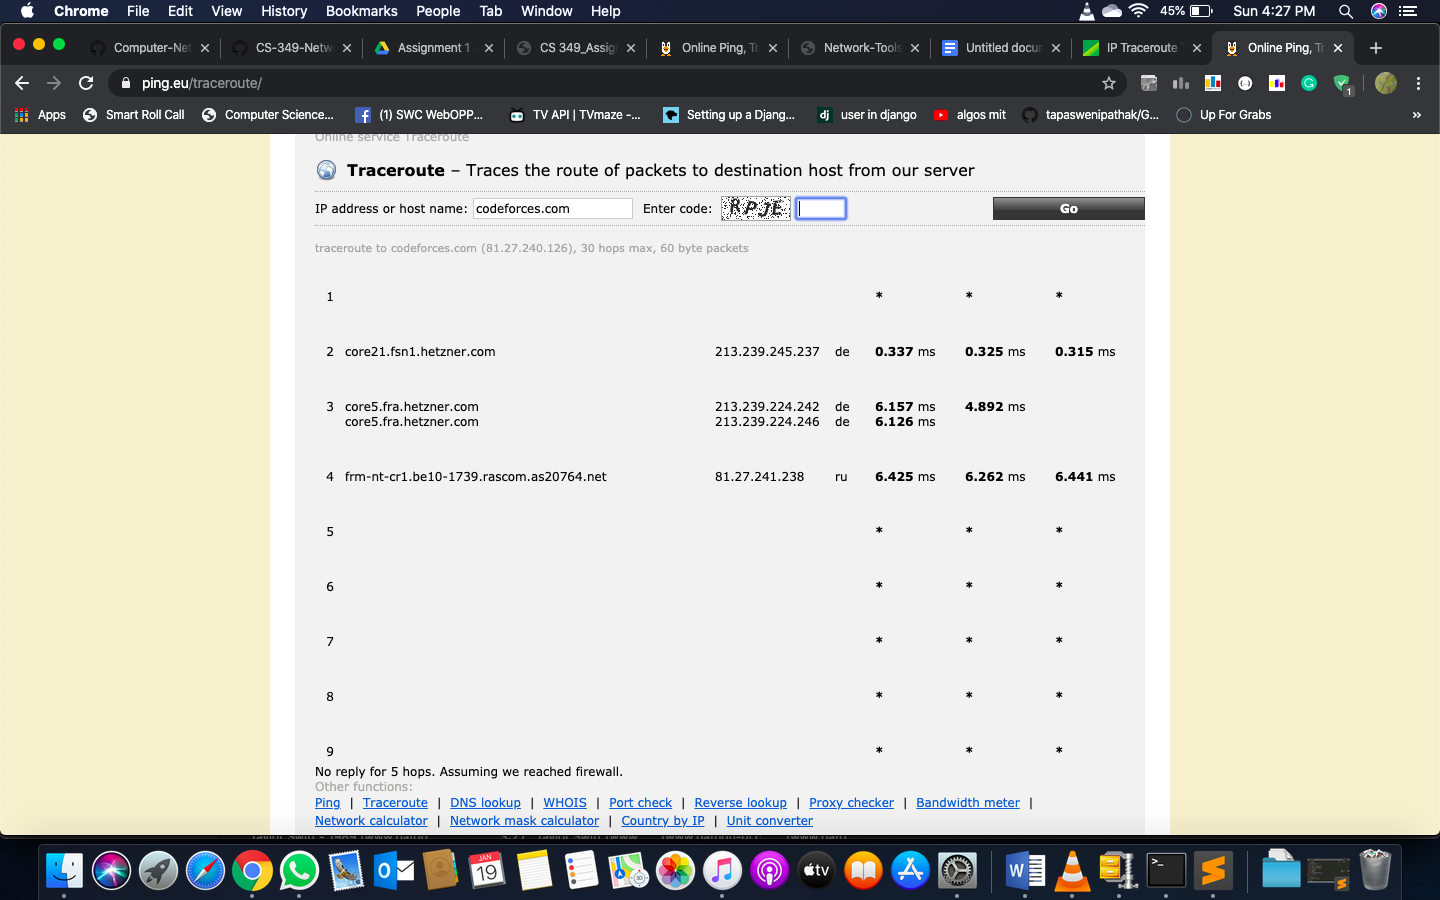 Chrome File Edit View History Bookmarks People Tab Window Help 45% Sun 4:27 PM
Computer-Net CS-349-Netw Assignment 1 - CS 349_Assig Online Ping, Tr Network-Tools Untitled docur IP Traceroute Online Ping, Tr
ping.eu/traceroute/
1
Apps Smart Roll Call Computer Science... (1) SWC WebOPP... TV API | TVmaze -... Setting up a Djang... dj user in django algos mit tapaswenipathak/G... Up For Grabs »
Online service Traceroute
Traceroute – Traces the route of packets to destination host from our server
IP address or host name: codeforces.com Enter code: RPJE Go
traceroute to codeforces.com (81.27.240.126), 30 hops max, 60 byte packets
1 * * *
2 core21.fsn1.hetzner.com 213.239.245.237 de 0.337 ms 0.325 ms 0.315 ms
3 core5.fra.hetzner.com 213.239.224.242 de 6.157 ms 4.892 ms
core5.fra.hetzner.com 213.239.224.246 de 6.126 ms
4 frm-nt-cr1.be10-1739.rascom.as20764.net 81.27.241.238 ru 6.425 ms 6.262 ms 6.441 ms
5 * * *
6 * * *
7 * * *
8 * * *
9 * * *
No reply for 5 hops. Assuming we reached firewall.
Other functions:
Ping | Traceroute | DNS lookup | WHOIS | Port check | Reverse lookup | Proxy checker | Bandwidth meter |
Network calculator | Network mask calculator | Country by IP | Unit converter
JAN
19
tv